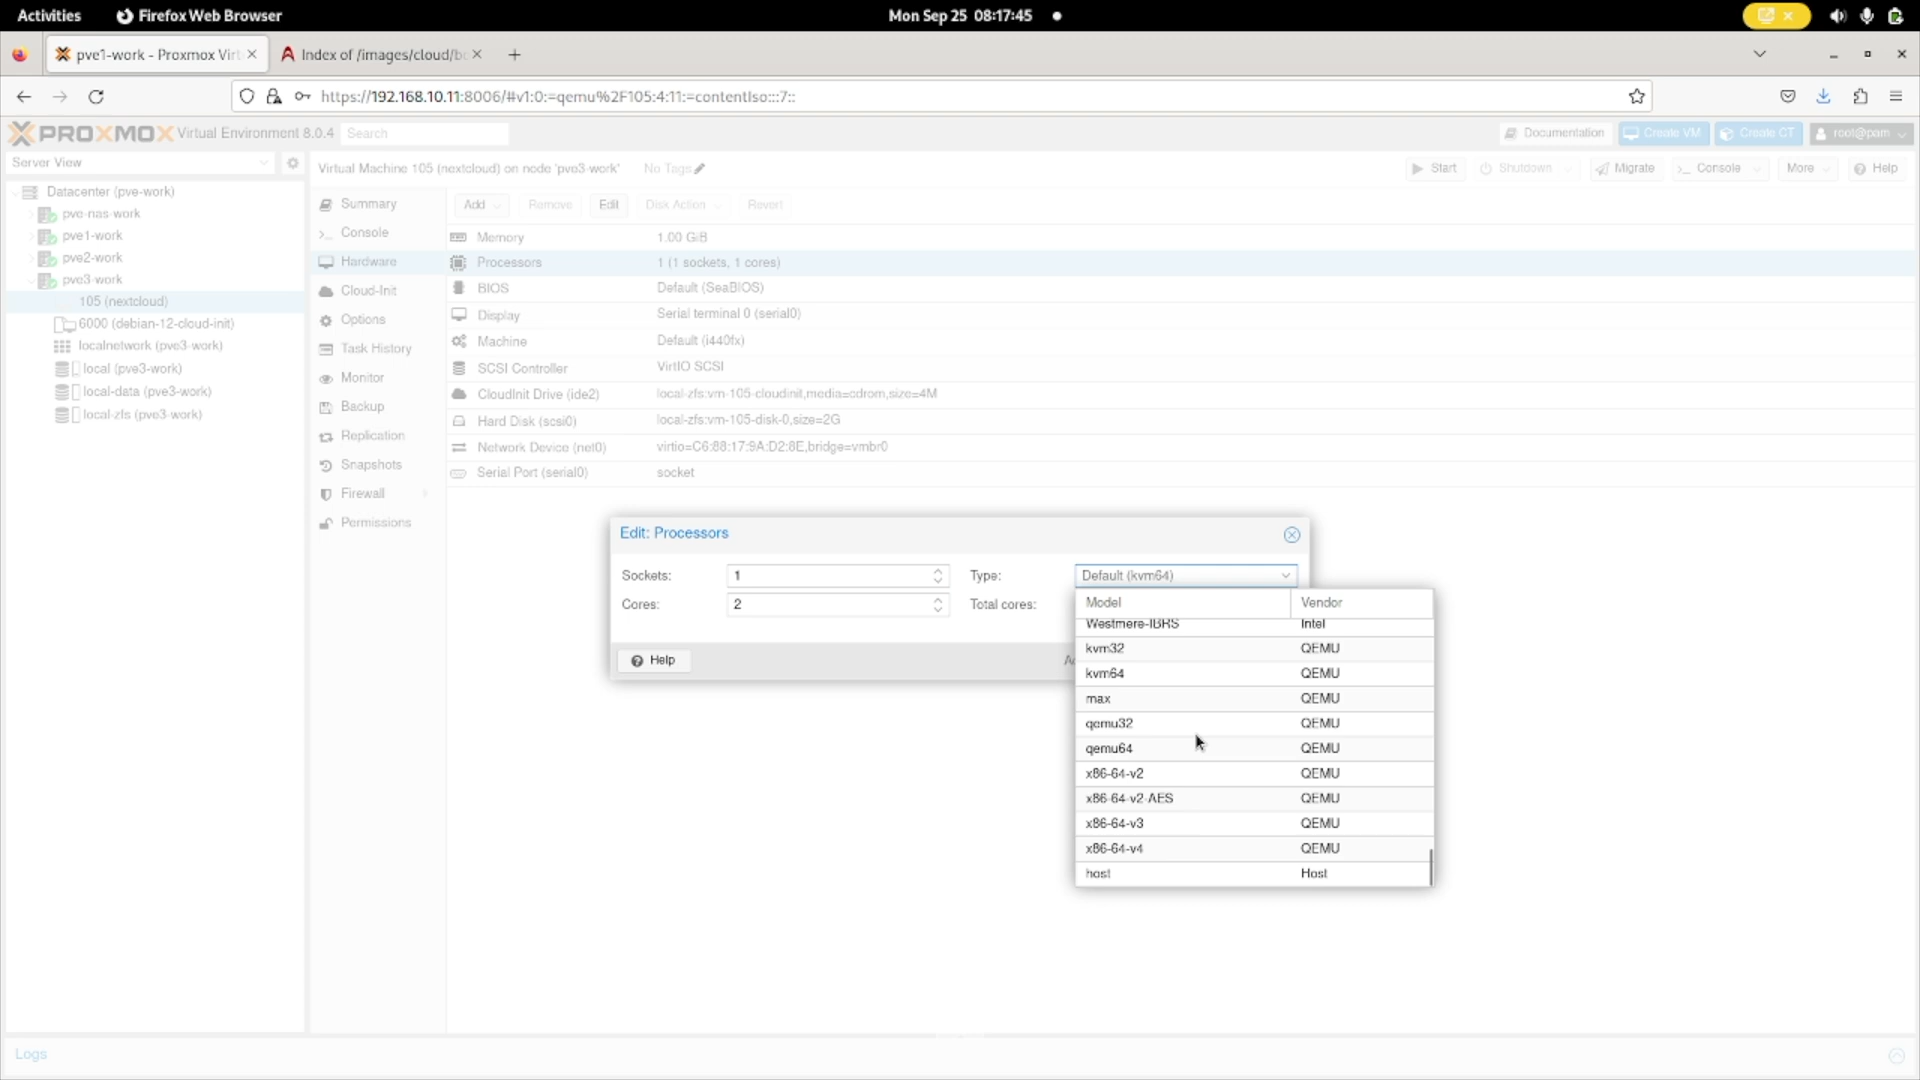 Activities Firefox Web Browser Mon Sep 25 08:17:45
pve1-work - Proxmox Virt Index of /images/cloud/b
https://192.168.10.11:8006/#v1:0:=qemu%2F105:4:11:=contentIso:::7::
PROXMOX Virtual Environment 8.0.4 Search Documentation Create VM Create CT root@pam
Server View
Virtual Machine 105 (nextcloud) on node 'pve3-work' No Tags Start Shutdown Migrate Console More Help
Datacenter (pve-work)
pve-nas-work
pve1-work
pve2-work
pve3-work
105 (nextcloud)
6000 (debian-12-cloud-init)
localnetwork (pve3-work)
local (pve3-work)
local-data (pve3-work)
local-zfs (pve3-work)
Summary
Console
Hardware
Cloud-Init
Options
Task History
Monitor
Backup
Replication
Snapshots
Firewall
Permissions
Add Remove Edit Disk Action Revert
Memory 1.00 GiB
Processors 1 (1 sockets, 1 cores)
BIOS Default (SeaBIOS)
Display Serial terminal 0 (serial0)
Machine Default (i440fx)
SCSI Controller VirtIO SCSI
CloudInit Drive (ide2) local-zfs:vm-105-cloudinit,media=cdrom,size=4M
Hard Disk (scsi0) local-zfs:vm-105-disk-0,size=2G
Network Device (net0) virtio=C6:88:17:9A:D2:8E,bridge=vmbr0
Serial Port (serial0) socket
Edit: Processors
Sockets: 1 Type: Default (kvm64)
Cores: 2 Total cores:
Help
Model Vendor
Westmere-IBRS Intel
kvm32 QEMU
kvm64 QEMU
max QEMU
qemu32 QEMU
qemu64 QEMU
x86-64-v2 QEMU
x86-64-v2-AES QEMU
x86-64-v3 QEMU
x86-64-v4 QEMU
host Host
Logs